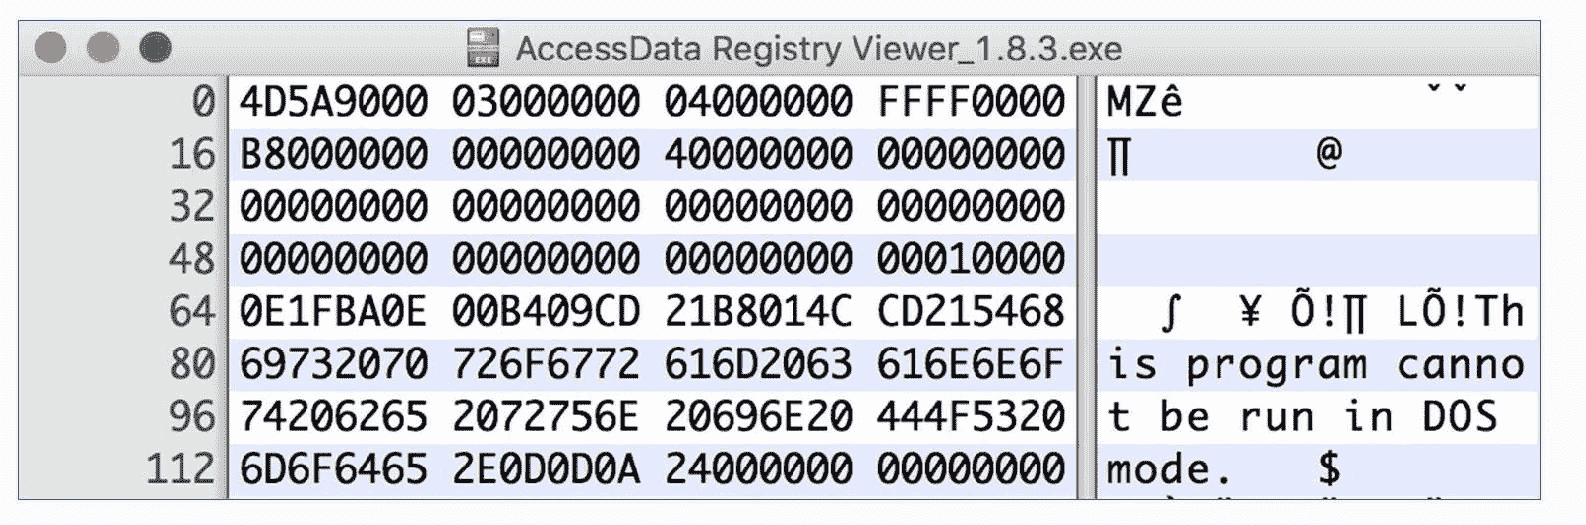 AccessData Registry Viewer_1.8.3.exe
0 4D5A9000 03000000 04000000 FFFF0000 MZê ˇˇ
16 B8000000 00000000 40000000 00000000 ∏ @
32 00000000 00000000 00000000 00000000
48 00000000 00000000 00000000 00010000
64 0E1FBA0E 00B409CD 21B8014C CD215468 ∫ ¥ Õ!∏ LÕ!Th
80 69732070 726F6772 616D2063 616E6E6F is program canno
96 74206265 2072756E 20696E20 444F5320 t be run in DOS
112 6D6F6465 2E0D0D0A 24000000 00000000 mode. $